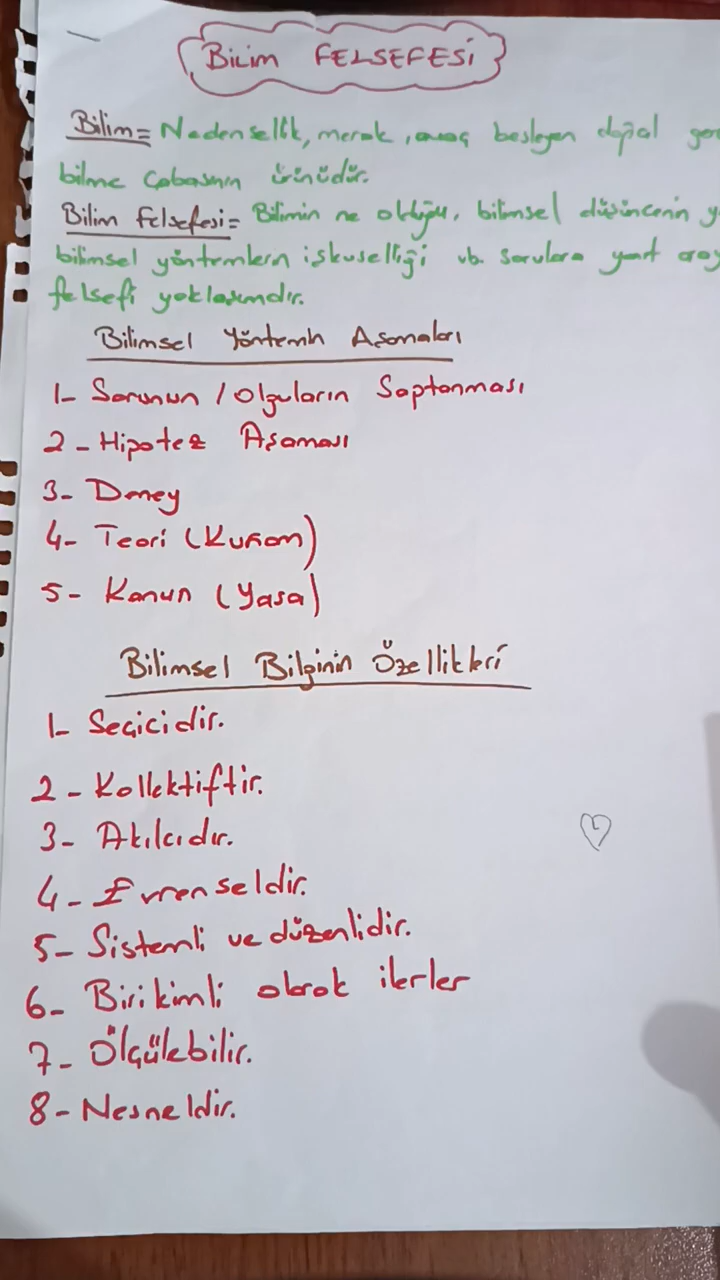 BiLim FELSEFESİ
Bilim = Nedensellik, merak, amaç besleyen doğal
bilme çabasının ürünüdür.
Bilim Felsefesi = Bilimin ne olduğu, bilimsel düşüncenin
bilimsel yöntemlerin işkuselliği vb. sorulara yanıt
felsefi yaklaşımdır.
Bilimsel Yöntemin Aşamaları
1- Sorunun / Olguların Saptanması
2- Hipotez Aşaması
3- Deney
4- Teori (Kuram)
5- Kanun (Yasa)
Bilimsel Bilginin Özellikleri
1- Seçicidir.
2- Kollektiftir.
3- Akılcıdır.
4- Evrenseldir.
5- Sistemli ve düzenlidir.
6- Birikimli olarak ilerler
7- Ölçülebilir.
8- Nesneldir.